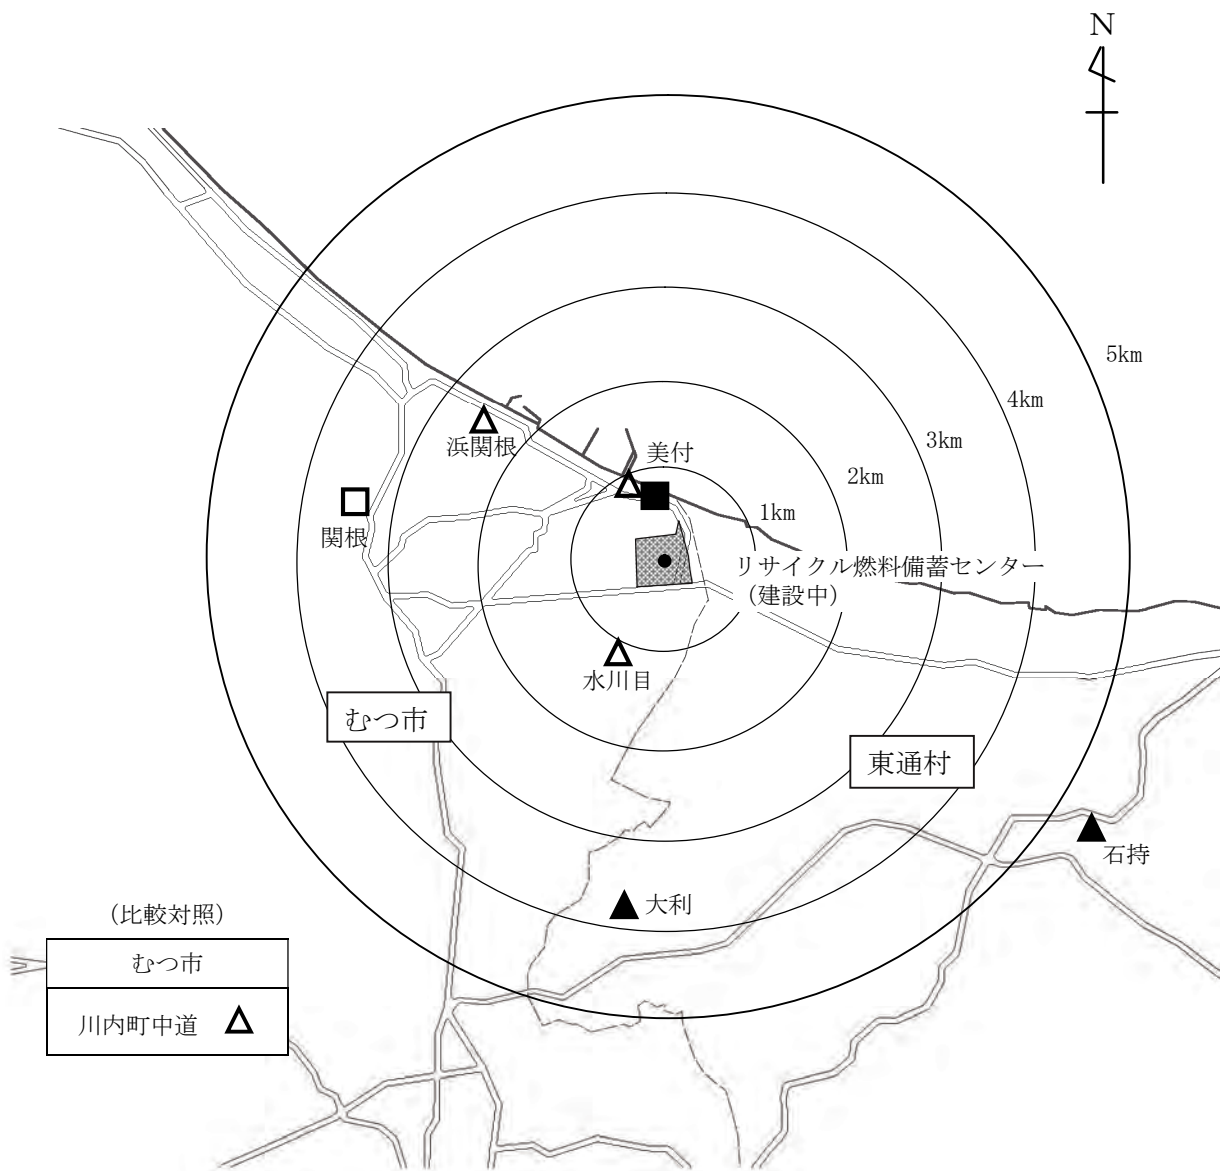 N
5km
4km
3km
2km
1km
浜関根
美付
関根
リサイクル燃料備蓄センター
（建設中）
水川目
むつ市
東通村
石持
大利
（比較対照）
むつ市
川内町中道